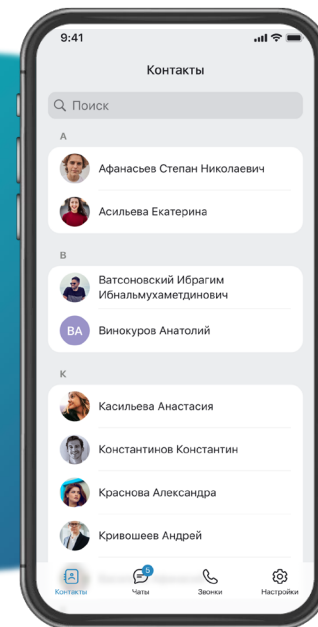 9:41
Контакты
Поиск
А
Афанасьев Степан Николаевич
Асильева Екатерина
В
Ватсоновский Ибрагим
Ибнальмухаметдинович
ВА
Винокуров Анатолий
К
Касильева Анастасия
Константинов Константин
Краснова Александра
Кривошеев Андрей
5
Контакты
Чаты
Звонки
Настройки